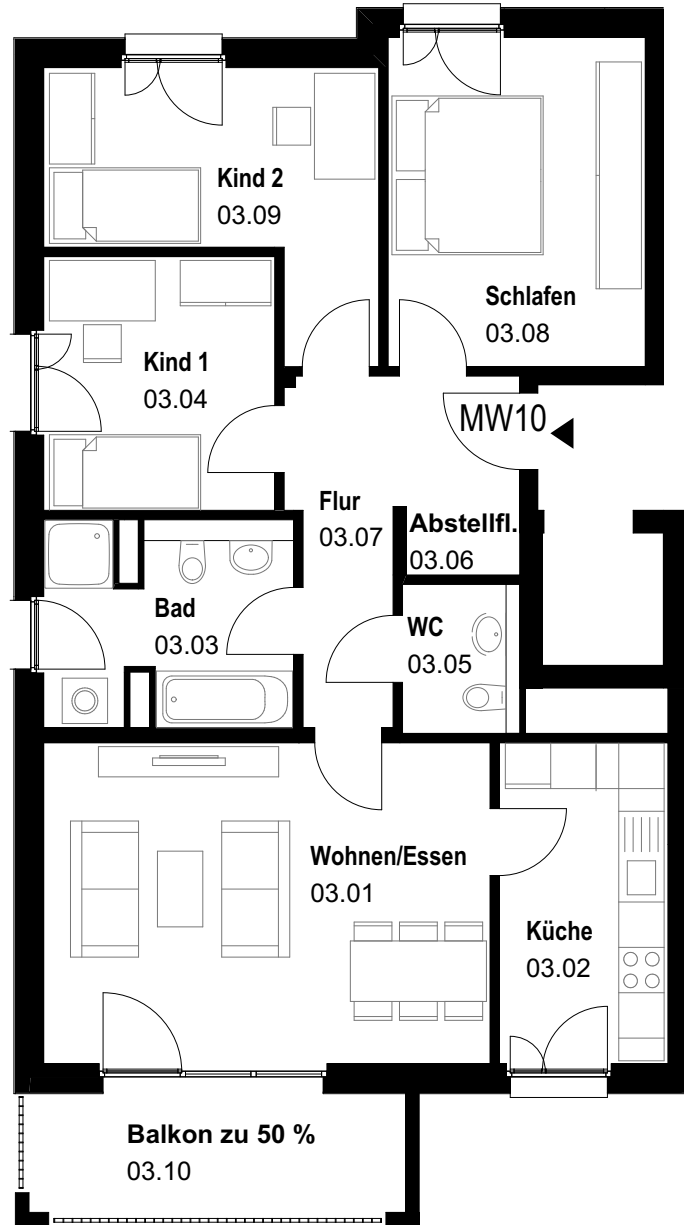 Kind 2
03.09
Schlafen
03.08
Kind 1
03.04
MW10
Flur
03.07
Abstellfl.
03.06
Bad
03.03
WC
03.05
Wohnen/Essen
03.01
Küche
03.02
Balkon zu 50 %
03.10